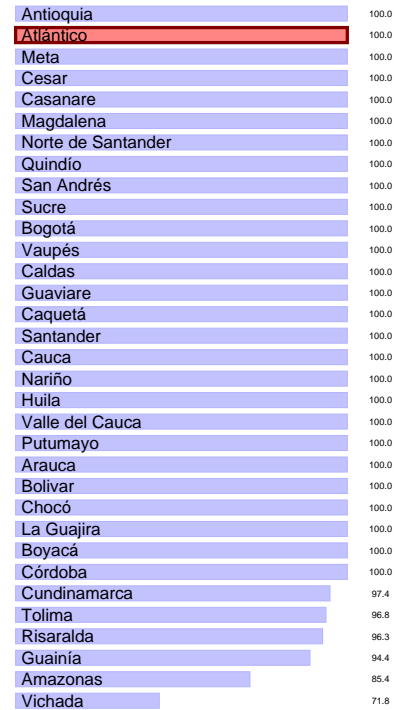 Antioquia 100.0
Atlántico 100.0
Meta 100.0
Cesar 100.0
Casanare 100.0
Magdalena 100.0
Norte de Santander 100.0
Quindío 100.0
San Andrés 100.0
Sucre 100.0
Bogotá 100.0
Vaupés 100.0
Caldas 100.0
Guaviare 100.0
Caquetá 100.0
Santander 100.0
Cauca 100.0
Nariño 100.0
Huila 100.0
Valle del Cauca 100.0
Putumayo 100.0
Arauca 100.0
Bolivar 100.0
Chocó 100.0
La Guajira 100.0
Boyacá 100.0
Córdoba 100.0
Cundinamarca 97.4
Tolima 96.8
Risaralda 96.3
Guainía 94.4
Amazonas 85.4
Vichada 71.8